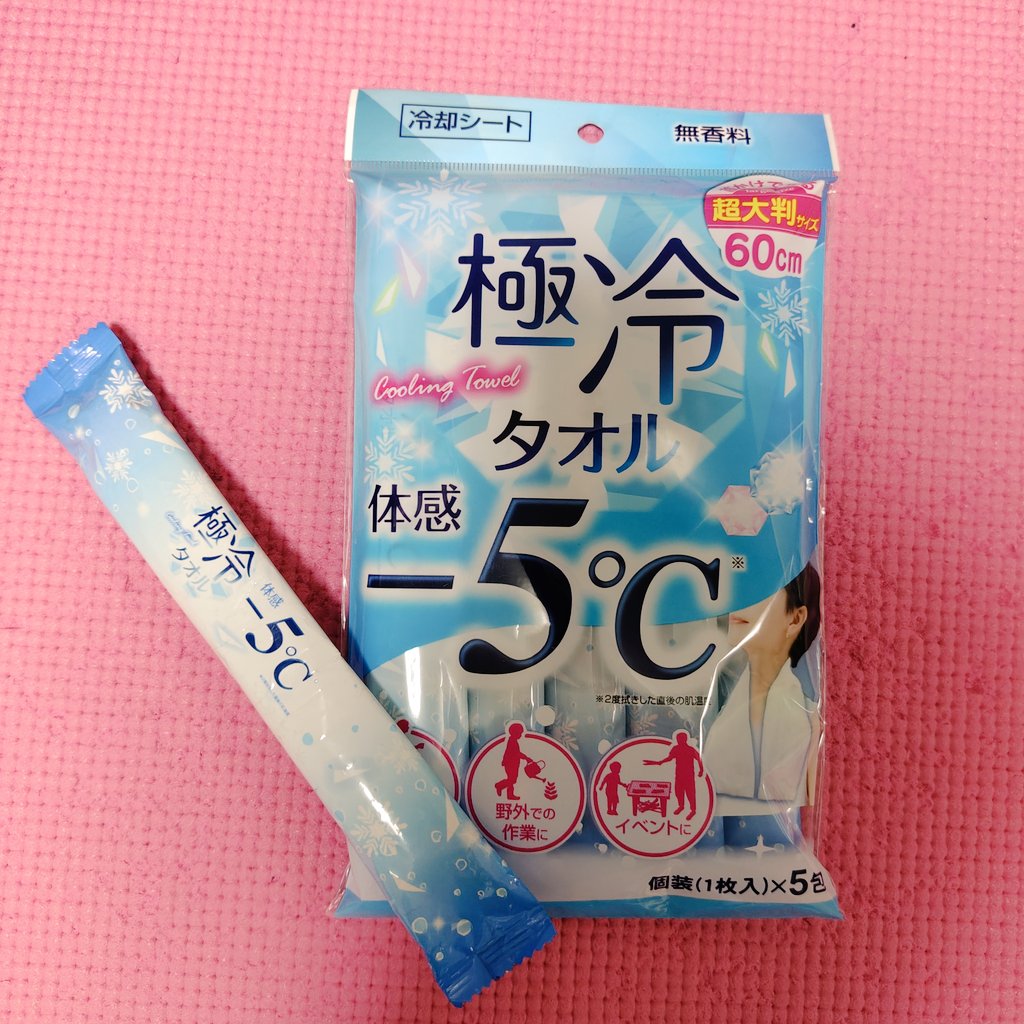 冷却シート
無香料
超大判サイズ
60cm
極冷
Cooling Towel
タオル
体感
-5℃※
※2度拭きした直後の肌温度
野外での
作業に
イベントに
個装(1枚入)×5包
極冷
Cooling Towel
タオル
体感
-5℃